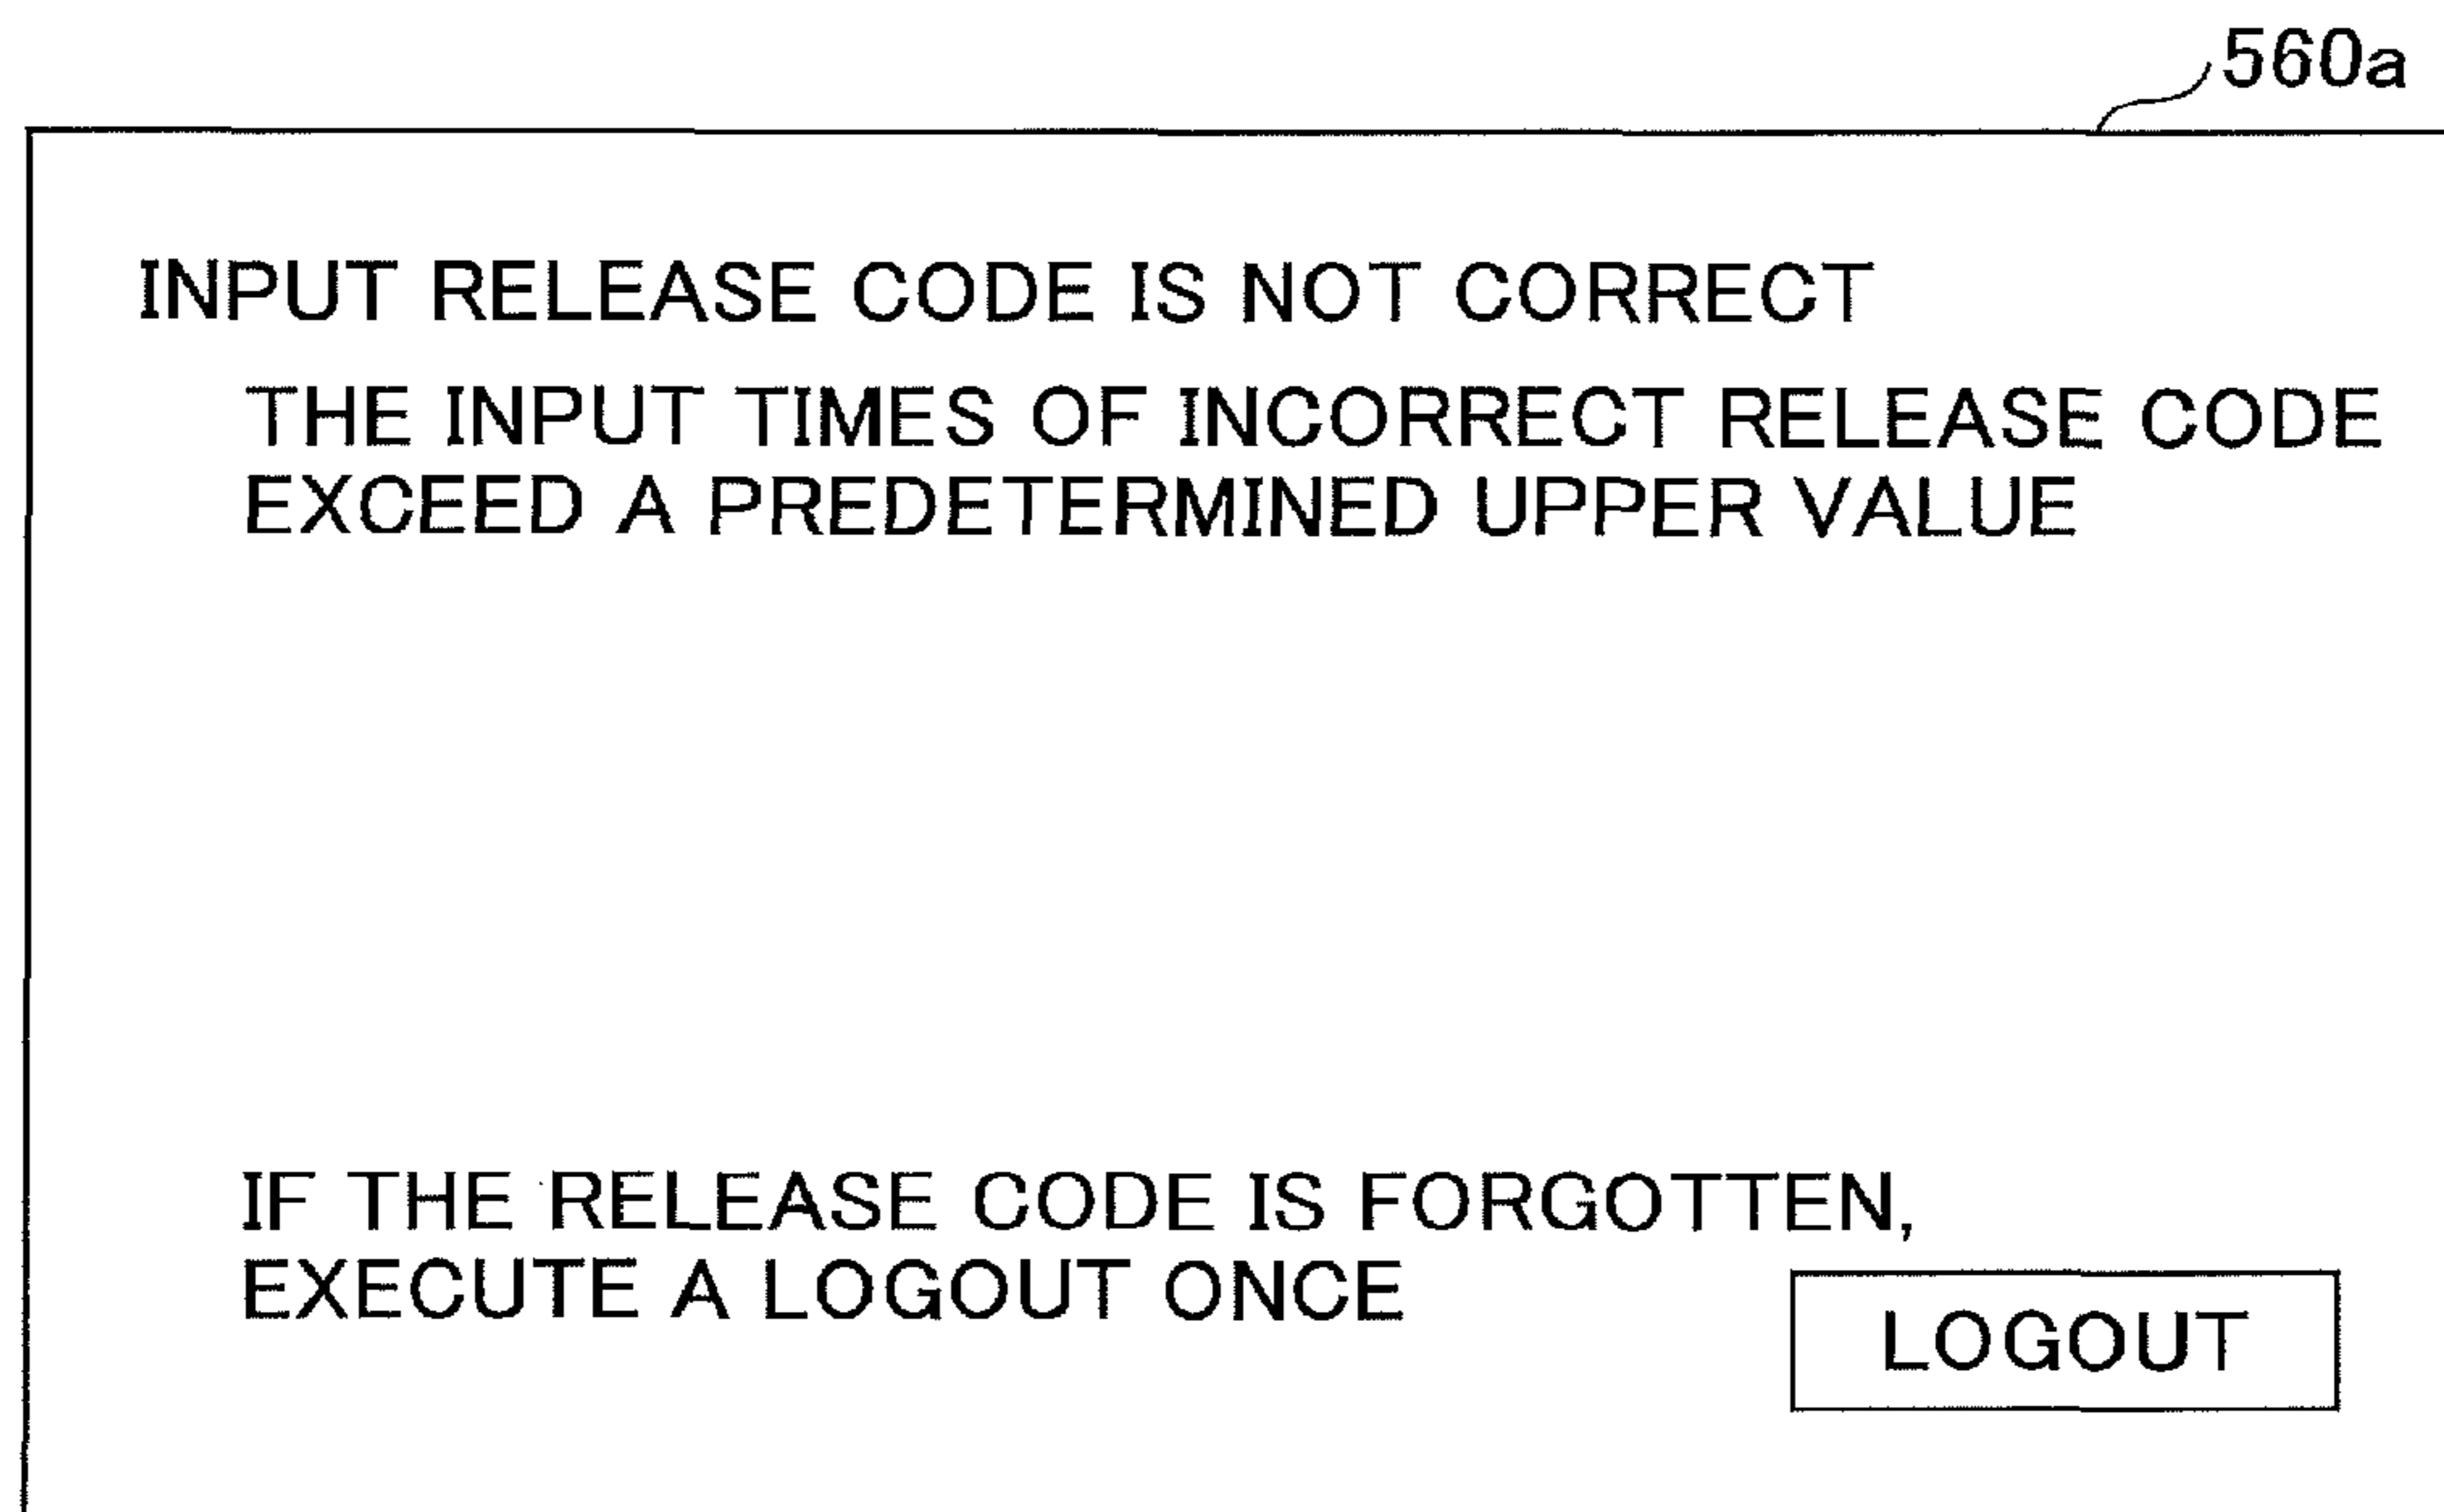 560a
INPUT RELEASE CODE IS NOT CORRECT
THE INPUT TIMES OF INCORRECT RELEASE CODE
EXCEED A PREDETERMINED UPPER VALUE
IF THE RELEASE CODE IS FORGOTTEN,
EXECUTE A LOGOUT ONCE
LOGOUT